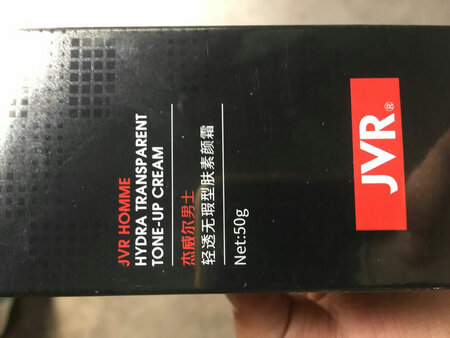 JVR®
JVR HOMME
HYDRA TRANSPARENT
TONE-UP CREAM
杰威尔男士
轻透无瑕型肤素颜霜
Net:50g